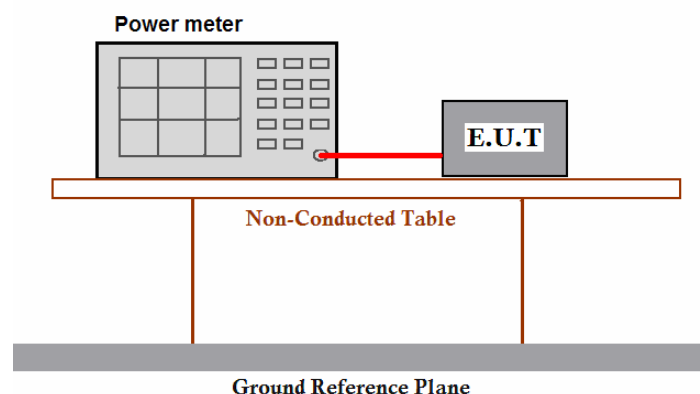 Power meter
E.U.T
Non-Conducted Table
Ground Reference Plane